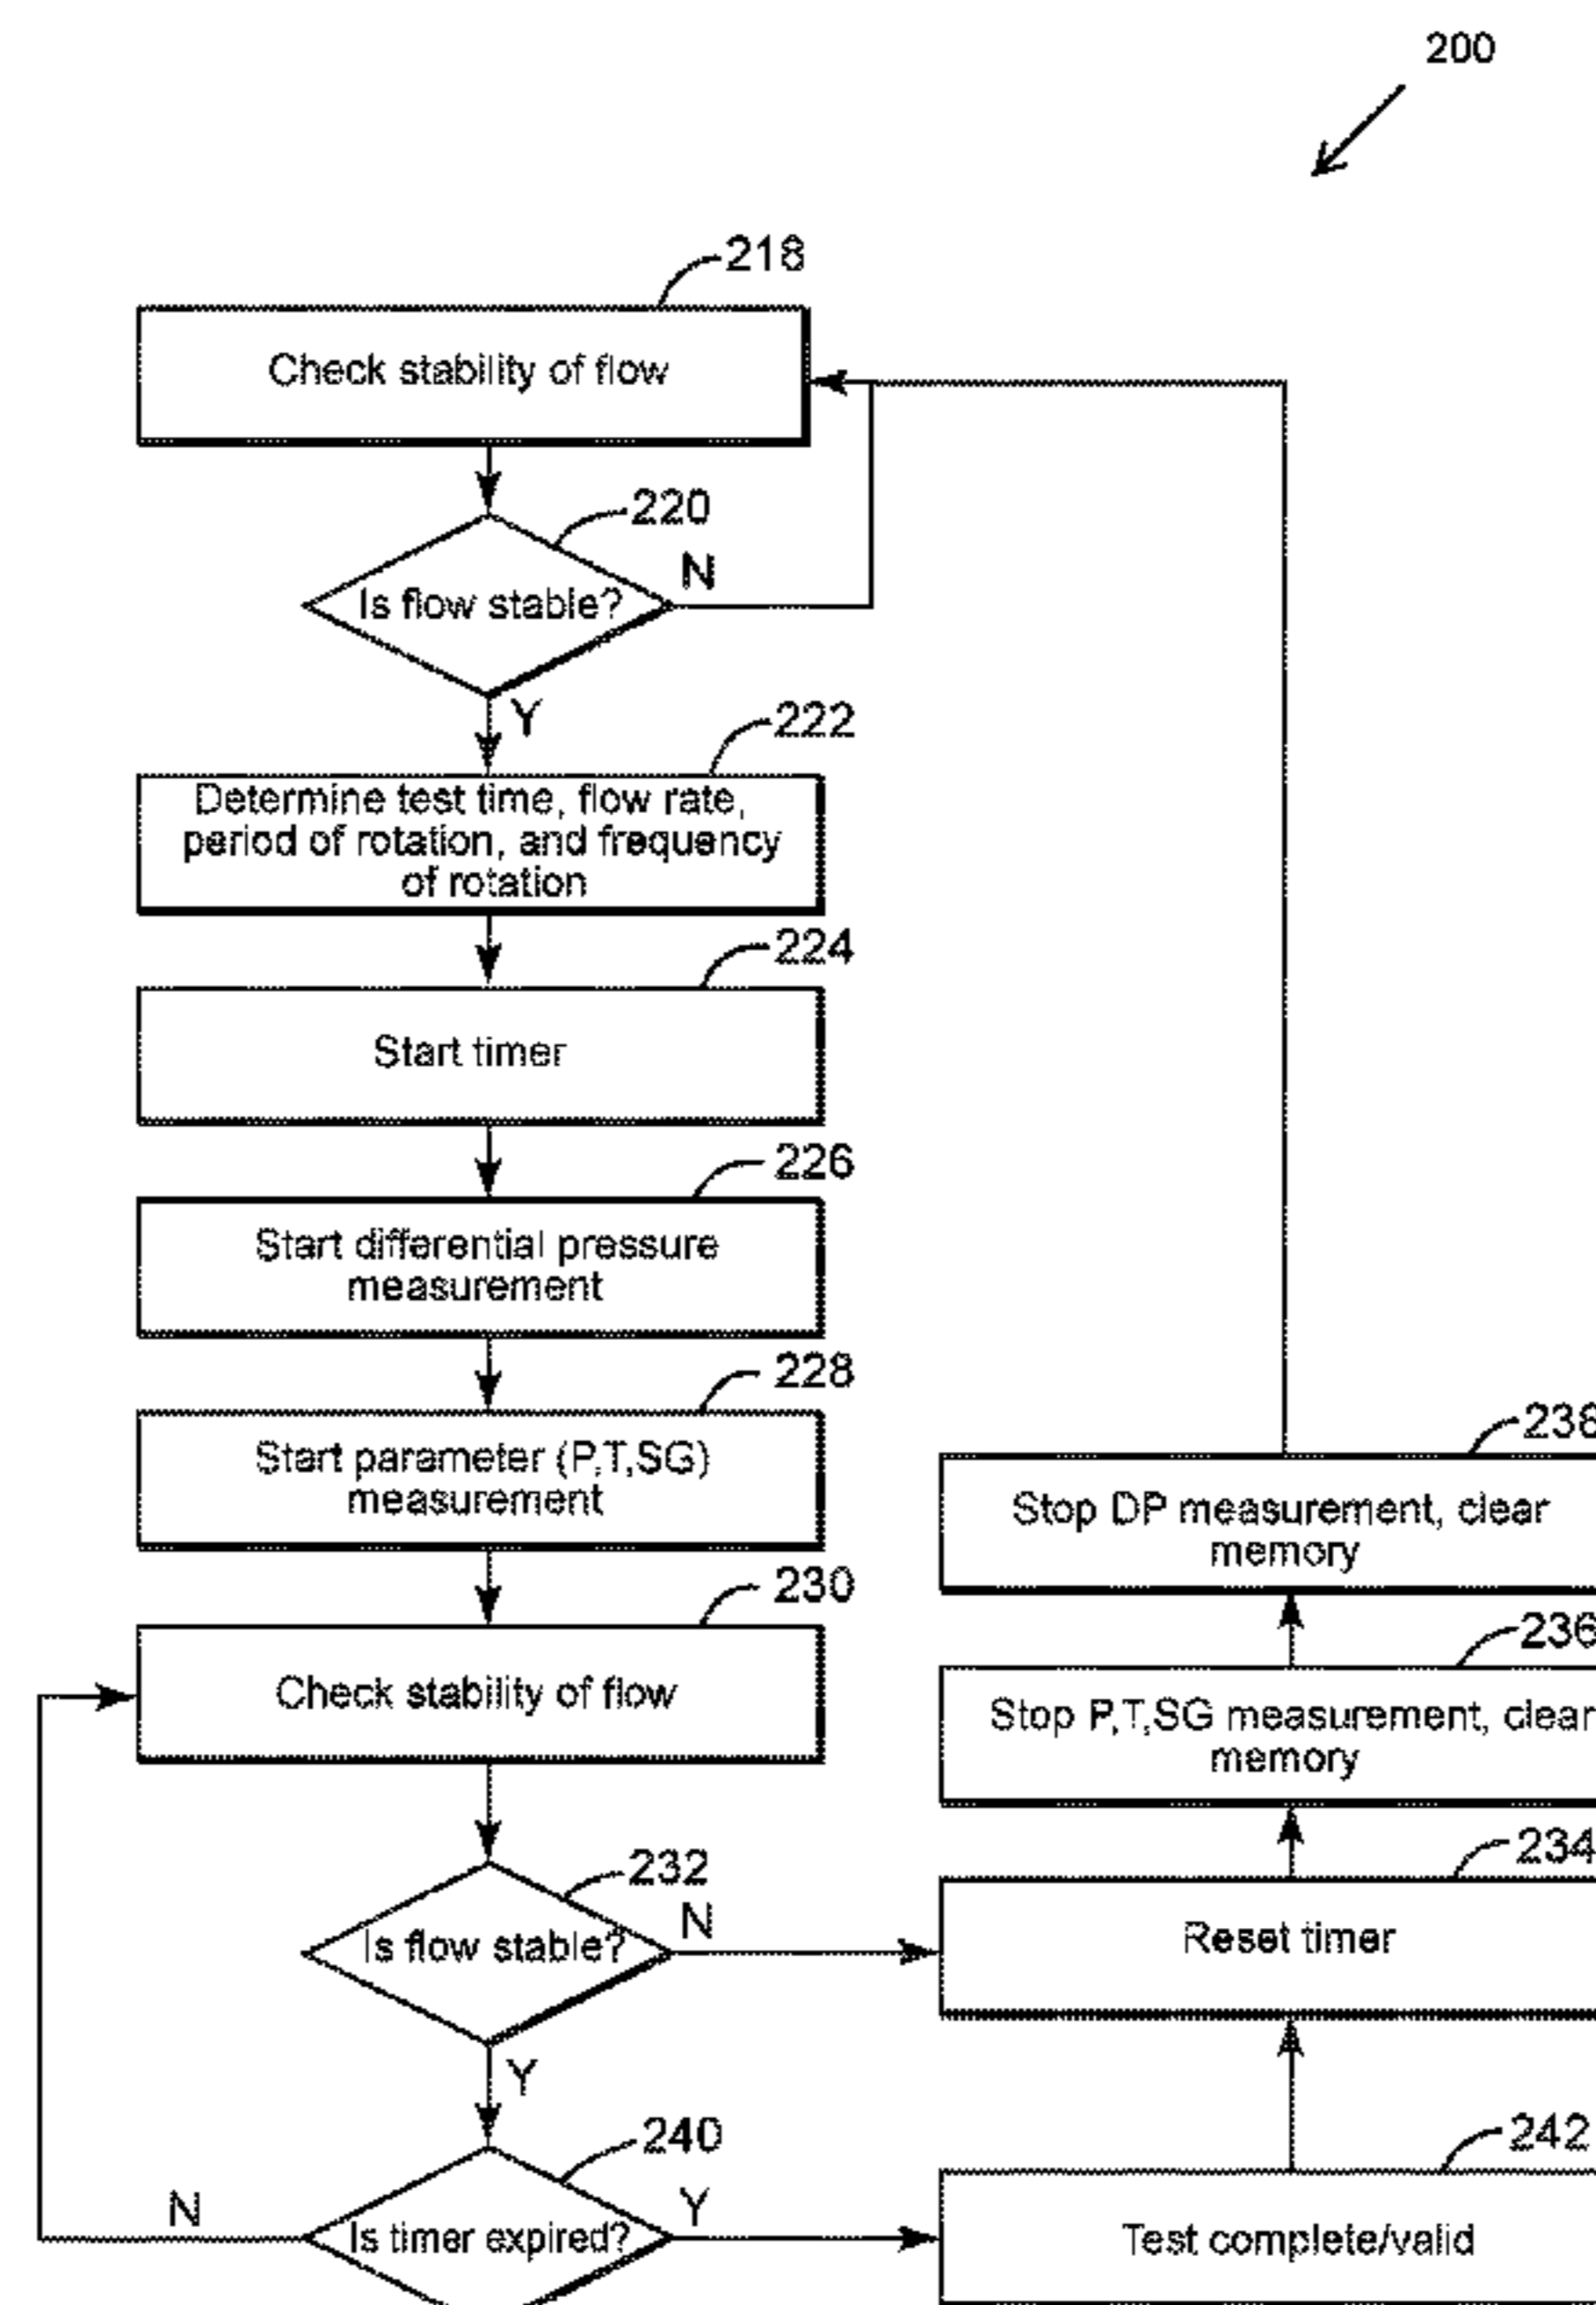 200
218
Check stability of flow
220
Is flow stable?
N
Y
222
Determine test time, flow rate,
period of rotation, and frequency
of rotation
224
Start timer
226
Start differential pressure
measurement
228
Start parameter (P,T,SG)
measurement
230
Check stability of flow
232
Is flow stable?
N
Y
240
Is timer expired?
N
Y
238
Stop DP measurement, clear
memory
236
Stop P,T,SG measurement, clear
memory
234
Reset timer
242
Test complete/valid